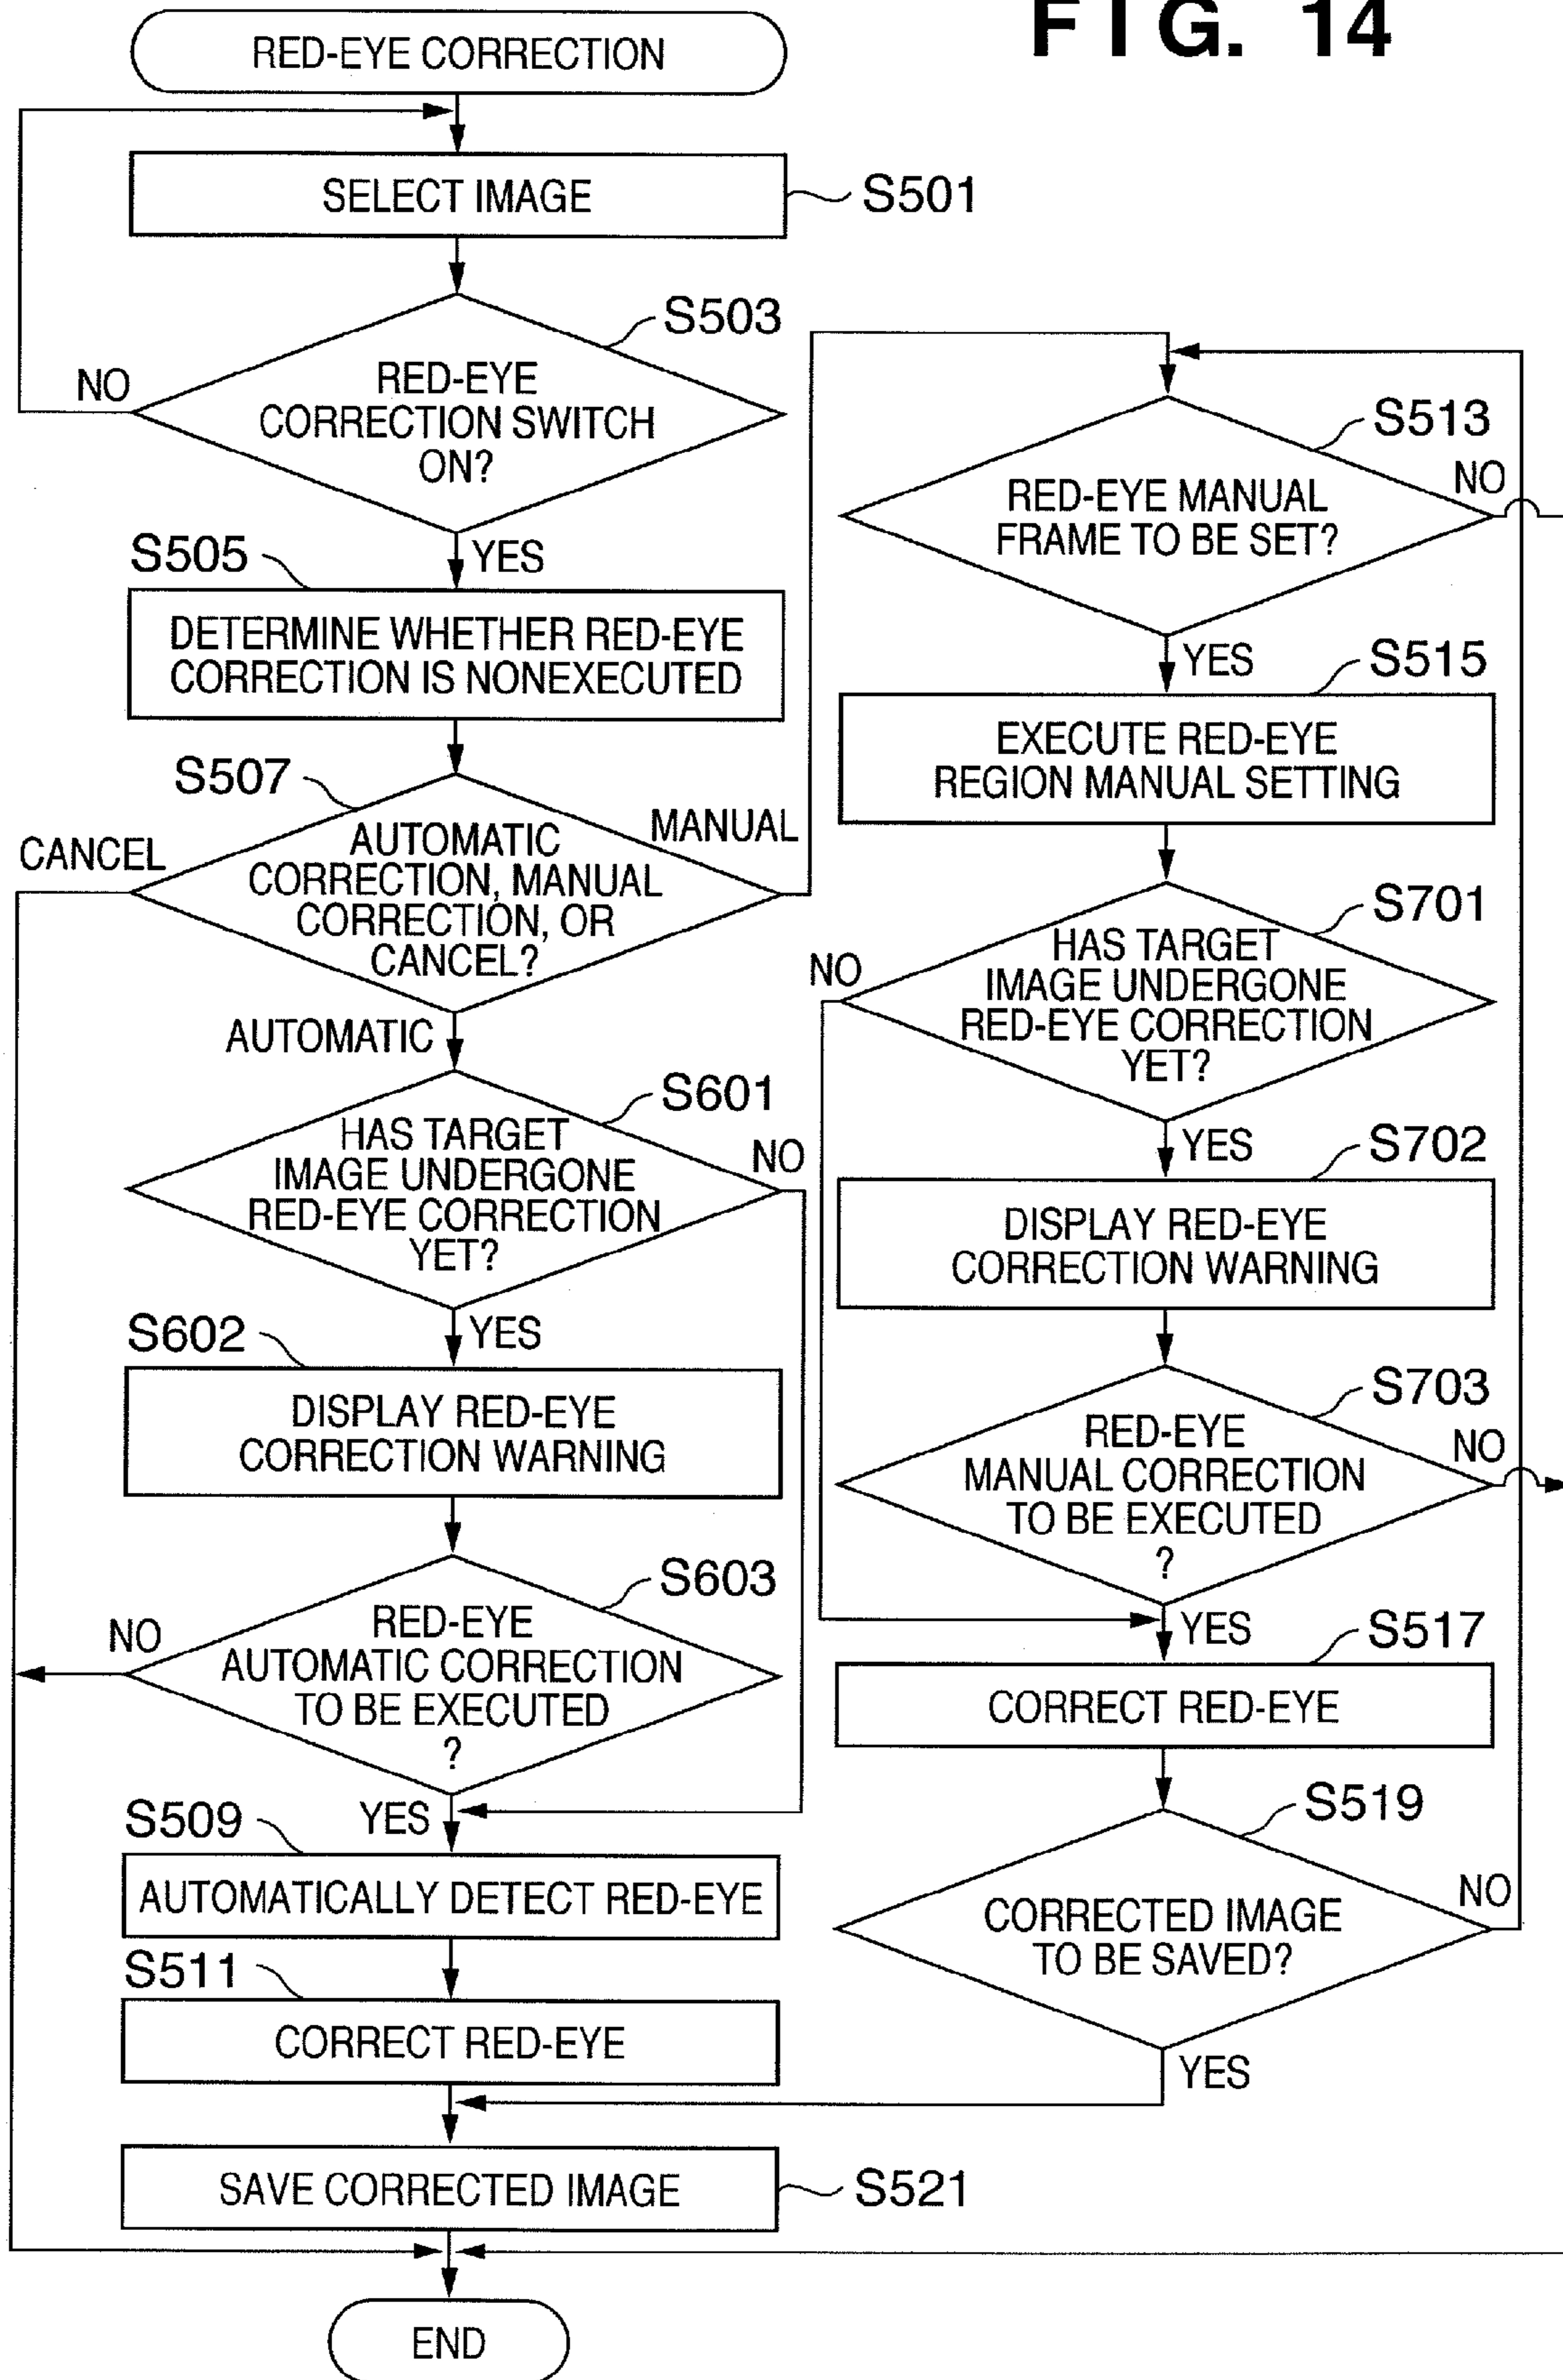 FIG. 14
RED-EYE CORRECTION
SELECT IMAGE
S501
S503
RED-EYE
CORRECTION SWITCH
ON?
NO
YES
S505
DETERMINE WHETHER RED-EYE
CORRECTION IS NONEXECUTED
S507
AUTOMATIC
CORRECTION, MANUAL
CORRECTION, OR
CANCEL?
CANCEL
MANUAL
AUTOMATIC
S601
HAS TARGET
IMAGE UNDERGONE
RED-EYE CORRECTION
YET?
NO
YES
S602
DISPLAY RED-EYE
CORRECTION WARNING
S603
RED-EYE
AUTOMATIC CORRECTION
TO BE EXECUTED
?
NO
YES
S509
AUTOMATICALLY DETECT RED-EYE
S511
CORRECT RED-EYE
SAVE CORRECTED IMAGE
S521
END
S513
RED-EYE MANUAL
FRAME TO BE SET?
NO
YES
S515
EXECUTE RED-EYE
REGION MANUAL SETTING
S701
HAS TARGET
IMAGE UNDERGONE
RED-EYE CORRECTION
YET?
NO
YES
S702
DISPLAY RED-EYE
CORRECTION WARNING
S703
RED-EYE
MANUAL CORRECTION
TO BE EXECUTED
?
NO
YES
S517
CORRECT RED-EYE
S519
CORRECTED IMAGE
TO BE SAVED?
NO
YES